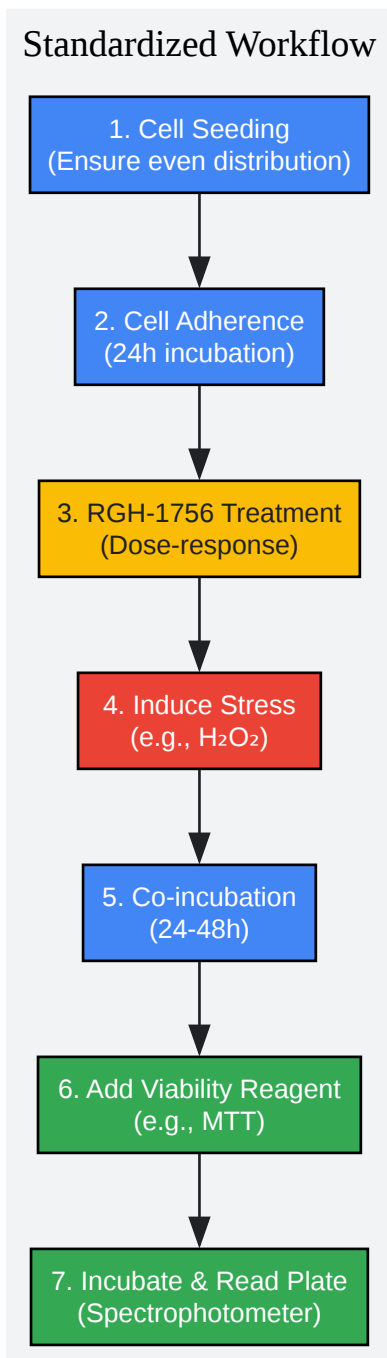 Standardized Workflow
1. Cell Seeding
(Ensure even distribution)
2. Cell Adherence
(24h incubation)
3. RGH-1756 Treatment
(Dose-response)
4. Induce Stress
(e.g., H₂O₂)
5. Co-incubation
(24-48h)
6. Add Viability Reagent
(e.g., MTT)
7. Incubate & Read Plate
(Spectrophotometer)